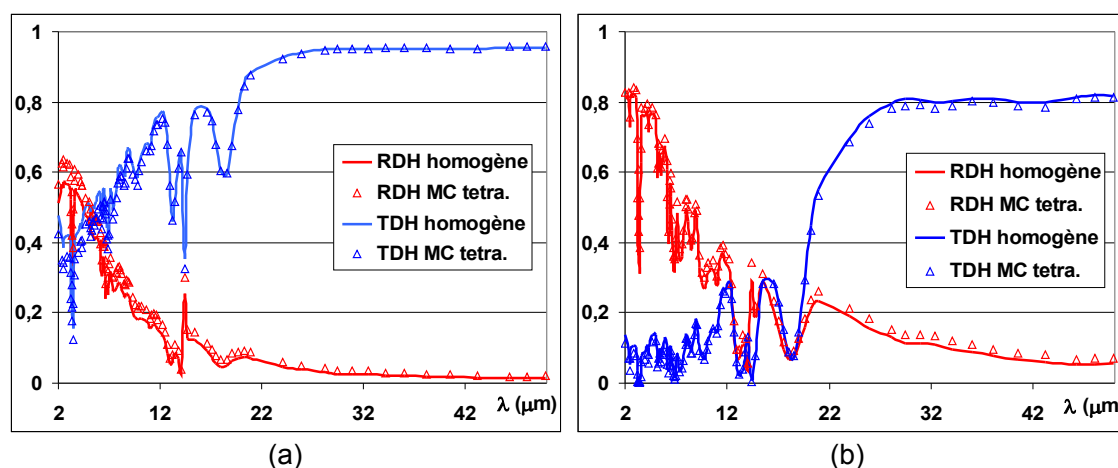 1
0,8
0,6
0,4
0,2
0
2 12 22 32 42 λ (μm)
RDH homogène
RDH MC tetra.
TDH homogène
TDH MC tetra.
(a)
1
0,8
0,6
0,4
0,2
0
2 12 22 32 42 λ (μm)
RDH homogène
RDH MC tetra.
TDH homogène
TDH MC tetra.
(b)